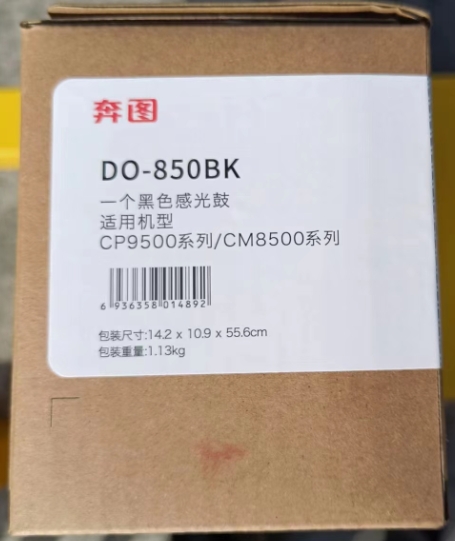 奔图
DO-850BK
一个黑色感光鼓
适用机型
CP9500系列/CM8500系列
6 936358 014892
包装尺寸:14.2 x 10.9 x 55.6cm
包装重量:1.13kg